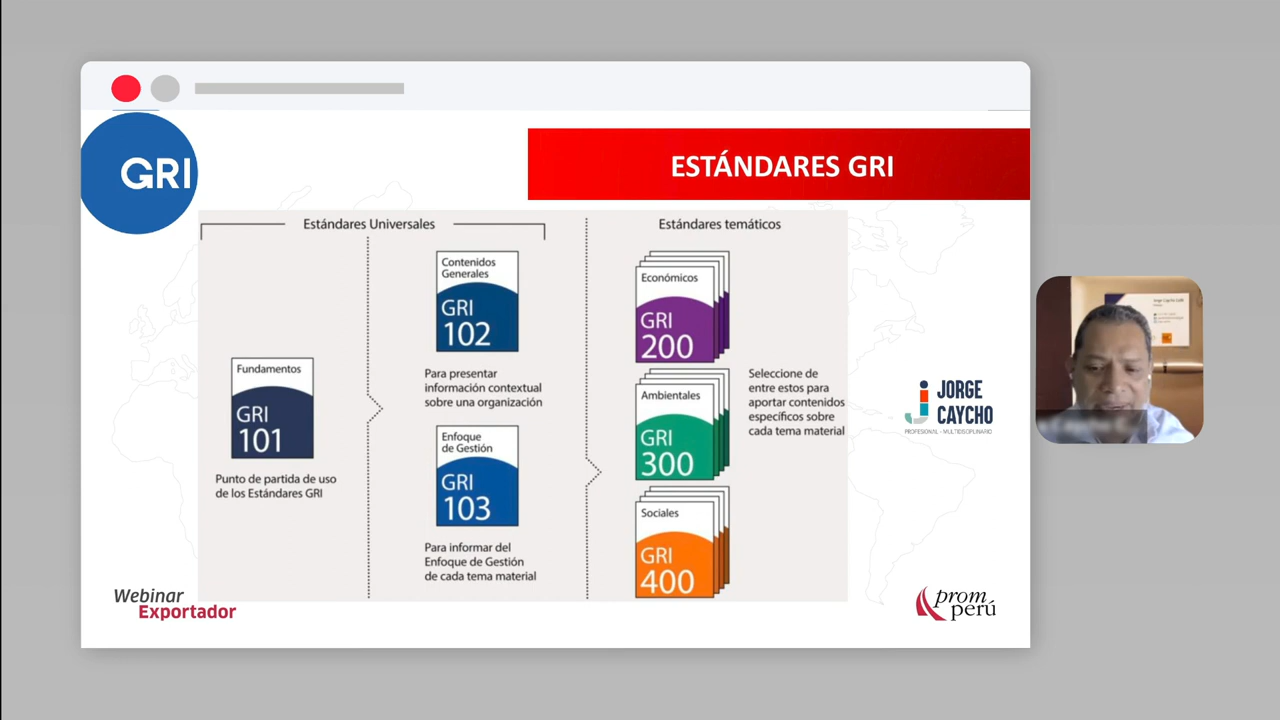 GRI
ESTÁNDARES GRI
Estándares Universales
Estándares temáticos
Fundamentos
GRI
101
Punto de partida de uso
de los Estándares GRI
Contenidos
Generales
GRI
102
Para presentar
información contextual
sobre una organización
Enfoque
de Gestión
GRI
103
Para informar del
Enfoque de Gestión
de cada tema material
Económicos
GRI
200
Ambientales
GRI
300
Sociales
GRI
400
Seleccione de
entre estos para
aportar contenidos
específicos sobre
cada tema material
JORGE
CAYCHO
PROFESIONAL - MULTIDISCIPLINARIO
Webinar
Exportador
prom
perú